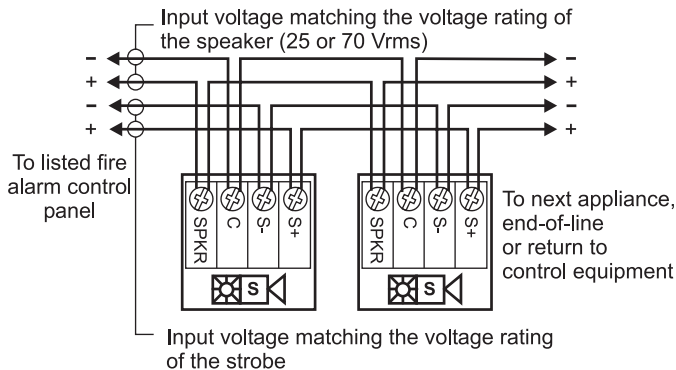 Input voltage matching the voltage rating of
the speaker (25 or 70 Vrms)
- -
+ +
- -
+ +
To listed fire
alarm control
panel
SPKR C S- S+
SPKR C S- S+
To next appliance,
end-of-line
or return to
control equipment
S
S
Input voltage matching the voltage rating
of the strobe